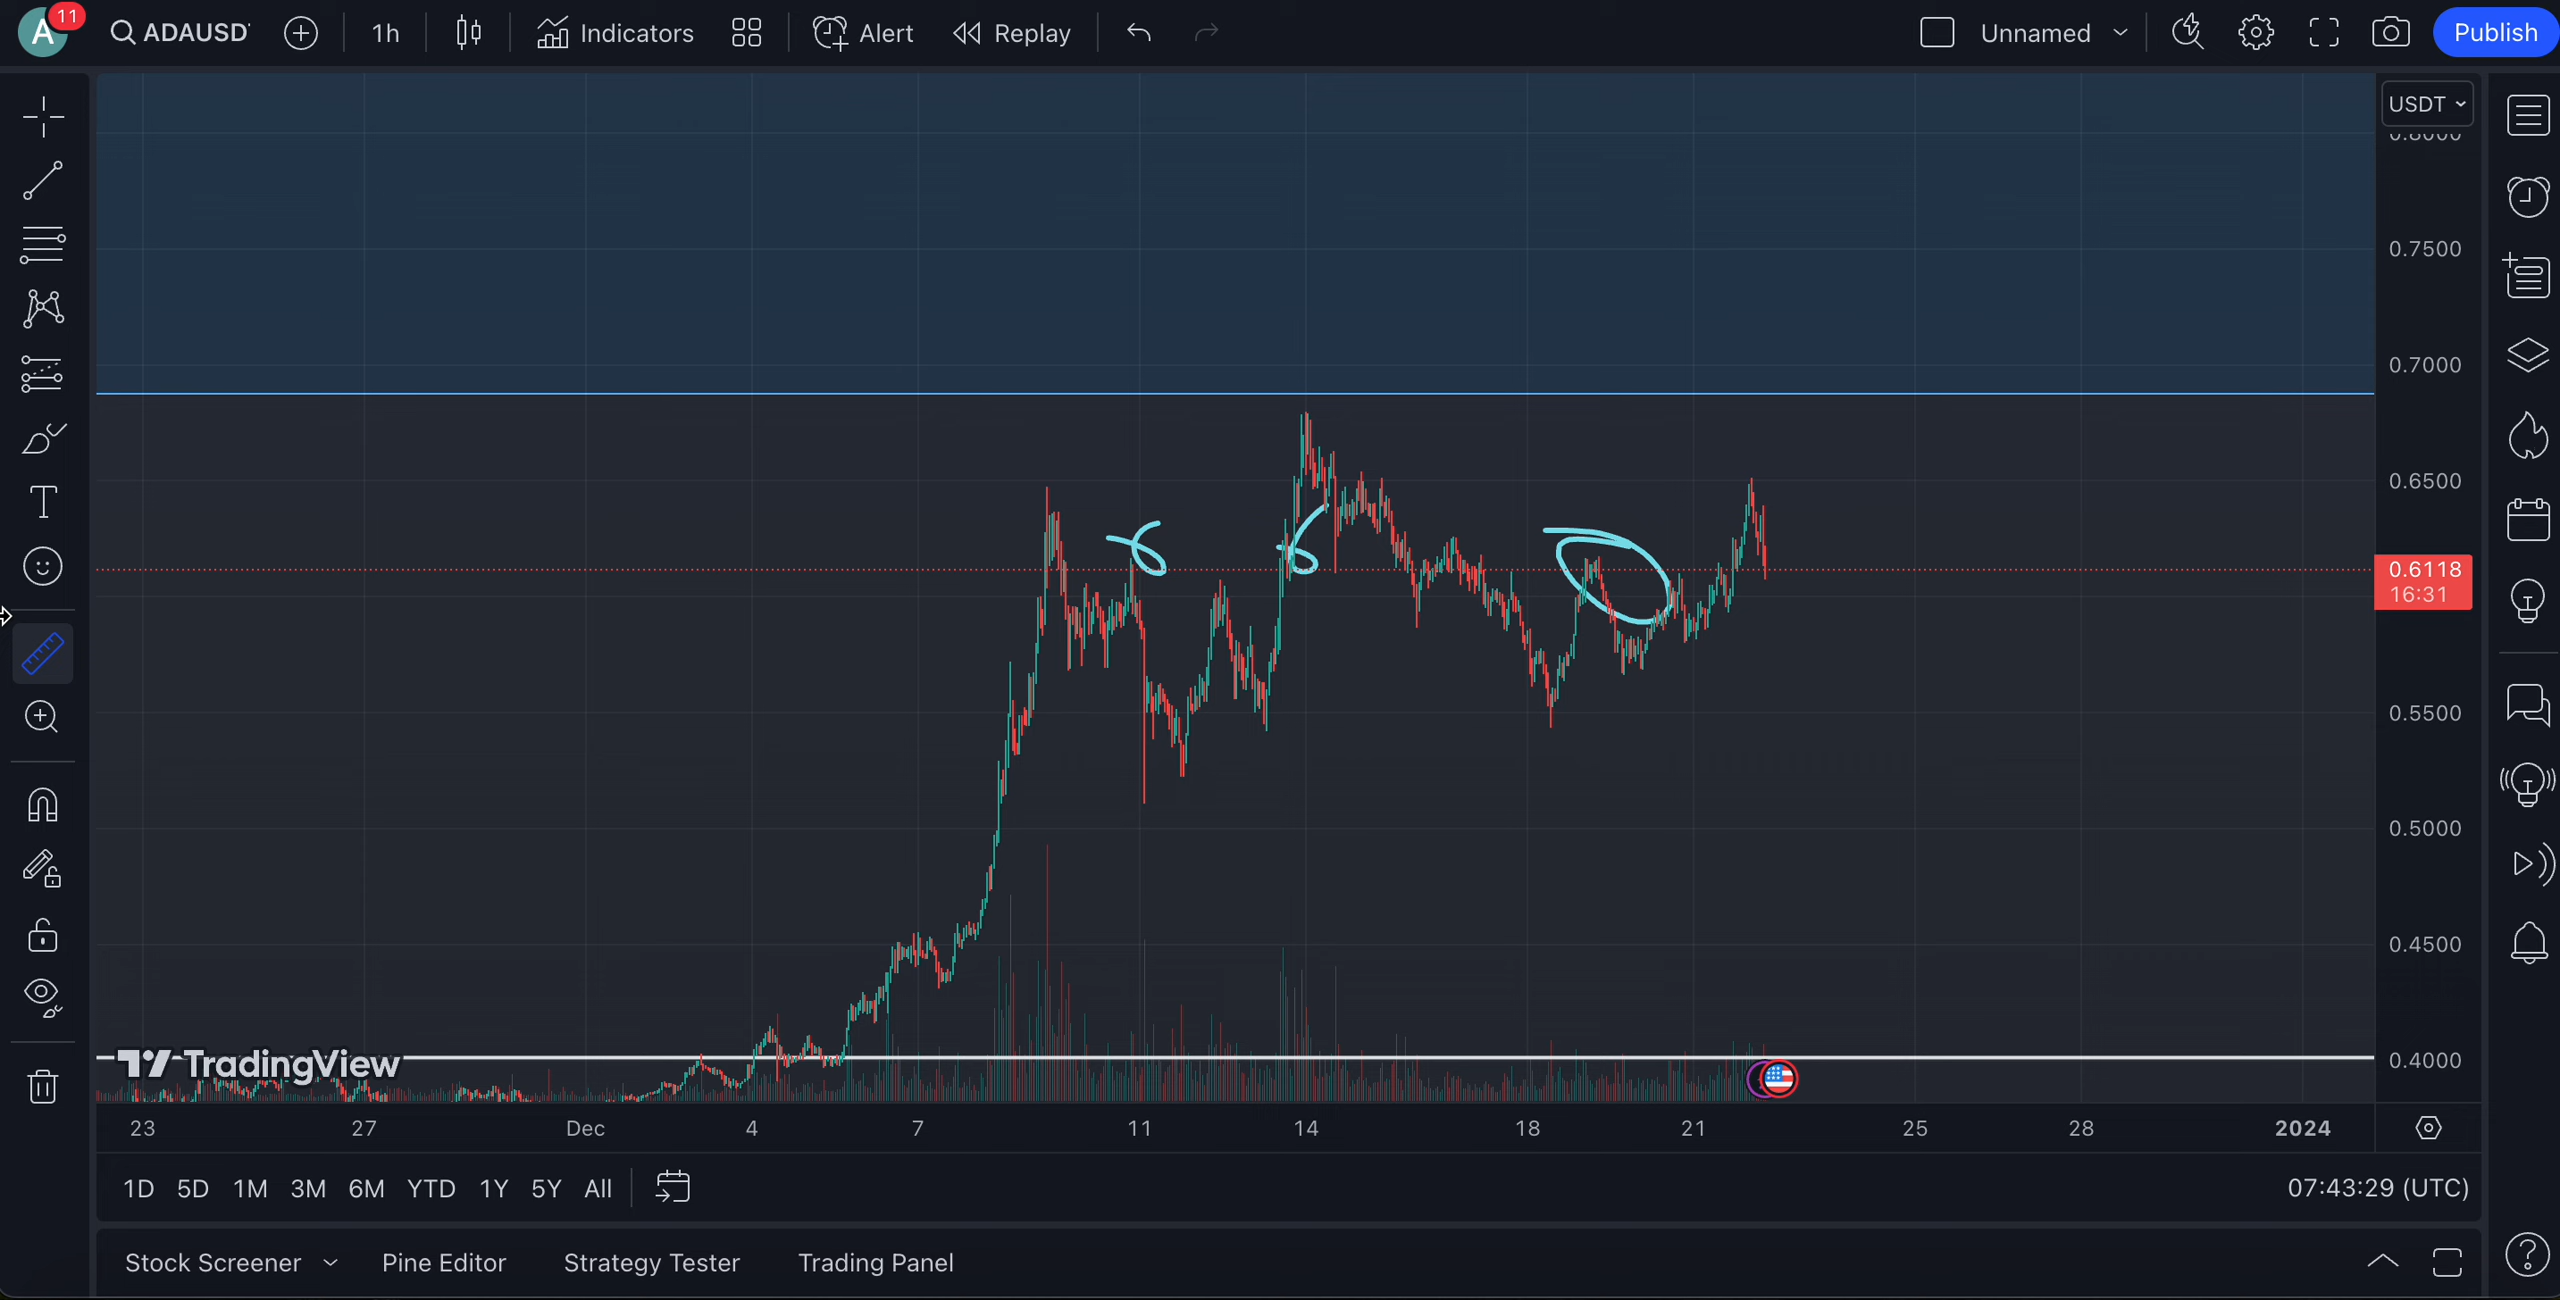 A 11 ADAUSD 1h Indicators Alert Replay Unnamed Publish
USDT
0.8000
0.7500
0.7000
0.6500
0.6118
16:31
0.5500
0.5000
0.4500
0.4000
TradingView
23 27 Dec 4 7 11 14 18 21 25 28 2024
1D 5D 1M 3M 6M YTD 1Y 5Y All 07:43:29 (UTC)
Stock Screener Pine Editor Strategy Tester Trading Panel